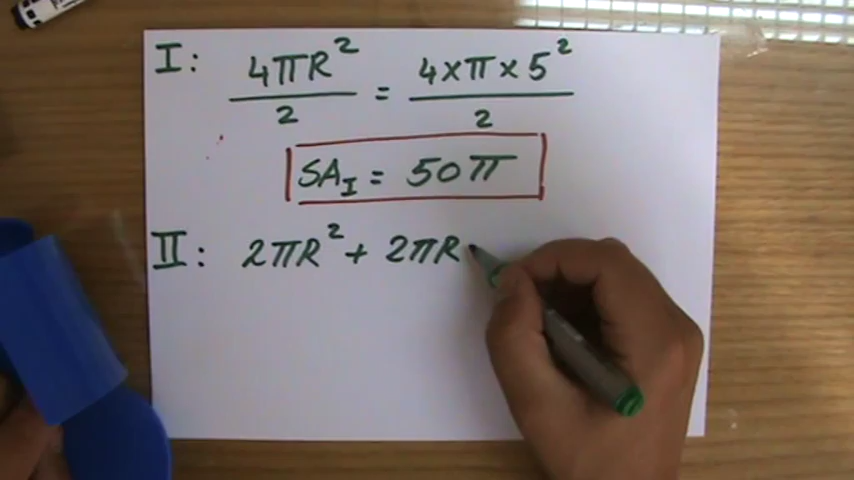 I: 4πR²/2 = 4×π×5²/2
SA_I = 50π
II: 2πR² + 2πR